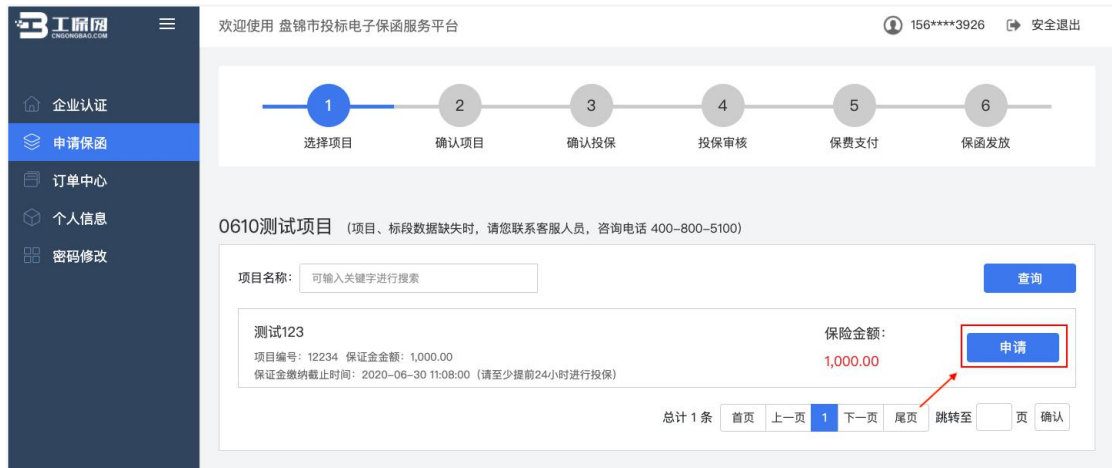 工保网
CNGONGBAO.COM
欢迎使用 盘锦市投标电子保函服务平台
156****3926
安全退出
企业认证
申请保函
订单中心
个人信息
密码修改
1
2
3
4
5
6
选择项目
确认项目
确认投保
投保审核
保费支付
保函发放
0610测试项目 (项目、标段数据缺失时, 请您联系客服人员, 咨询电话 400-800-5100)
项目名称: 可输入关键字进行搜索
查询
测试123
保险金额:
项目编号: 12234 保证金金额: 1,000.00
1,000.00
申请
保证金缴纳截止时间: 2020-06-30 11:08:00 (请至少提前24小时进行投保)
总计 1 条 首页 上一页 1 下一页 尾页 跳转至 页 确认